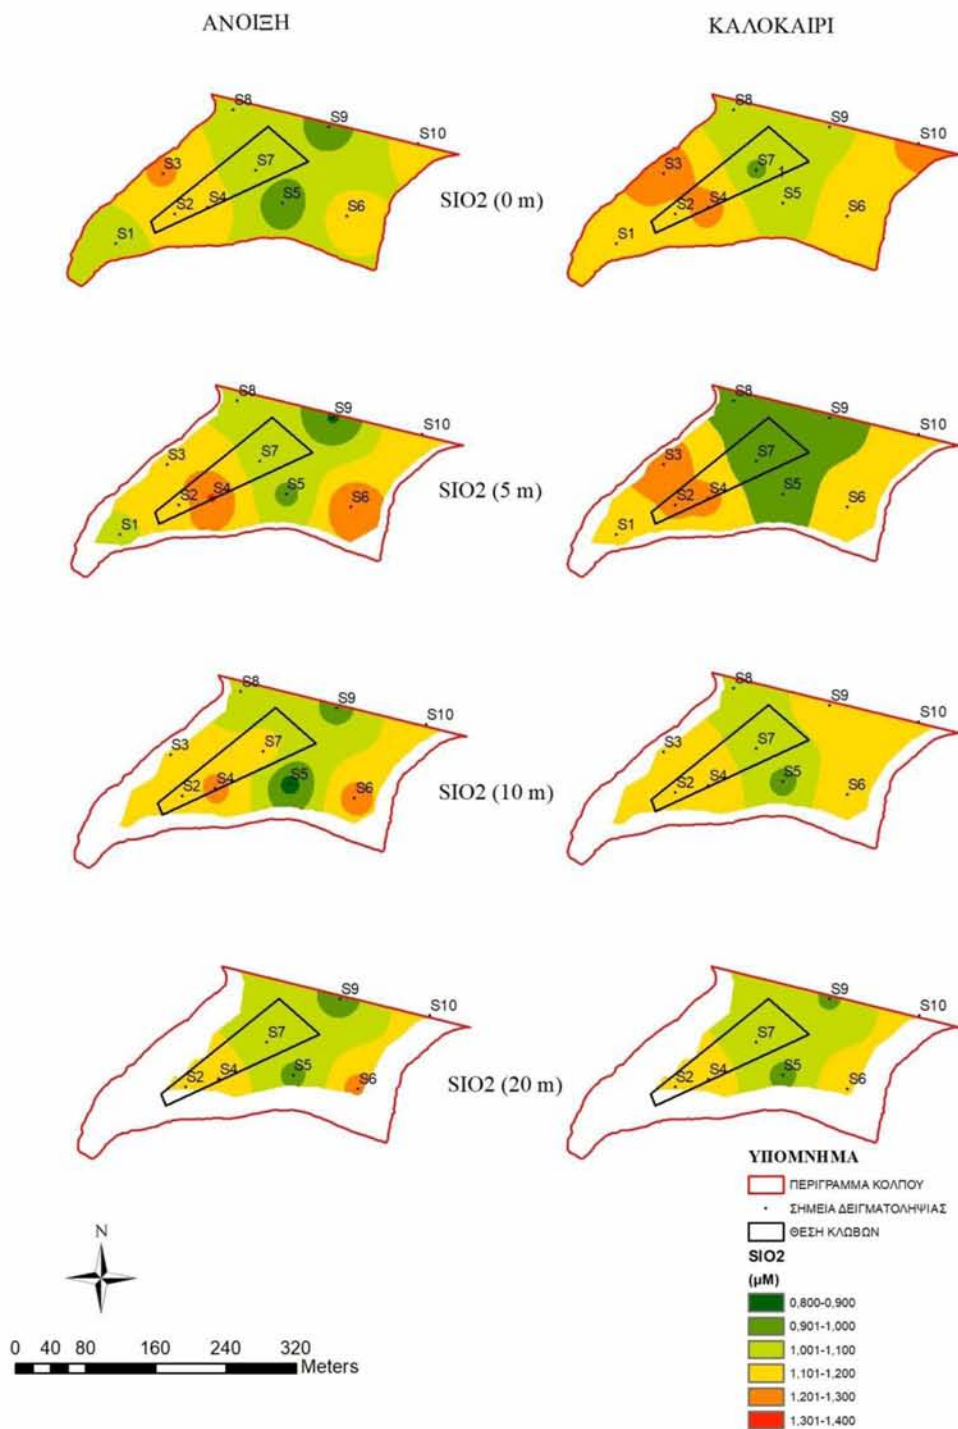 ΑΝΟΙΞΗ ΚΑΛΟΚΑΙΡΙ
S8 S9 S10 S3 S7 S2 S4 S5 S6 S1
SIO2 (0 m)
S8 S9 S10 S3 S7 1 S2 S4 S5 S6 S1
S8 S9 S10 S3 S7 S2 S4 S5 S6 S1
SIO2 (5 m)
S8 S9 S10 S3 S7 S2 S4 S5 S6 S1
S8 S9 S10 S3 S7 S2 S4 S5 S6
SIO2 (10 m)
S8 S9 S10 S3 S7 S2 S4 S5 S6
S9 S10 S7 S2 S4 S5 S6
SIO2 (20 m)
S9 S10 S7 S2 S4 S5 S6
ΥΠΟΜΝΗΜΑ
ΠΕΡΙΓΡΑΜΜΑ ΚΟΛΠΟΥ
ΣΗΜΕΙΑ ΔΕΙΓΜΑΤΟΛΗΨΙΑΣ
ΘΕΣΗ ΚΛΩΒΩΝ
SIO2
(μM)
0,800-0,900
0,901-1,000
1,001-1,100
1,101-1,200
1,201-1,300
1,301-1,400
N
0 40 80 160 240 320
Meters